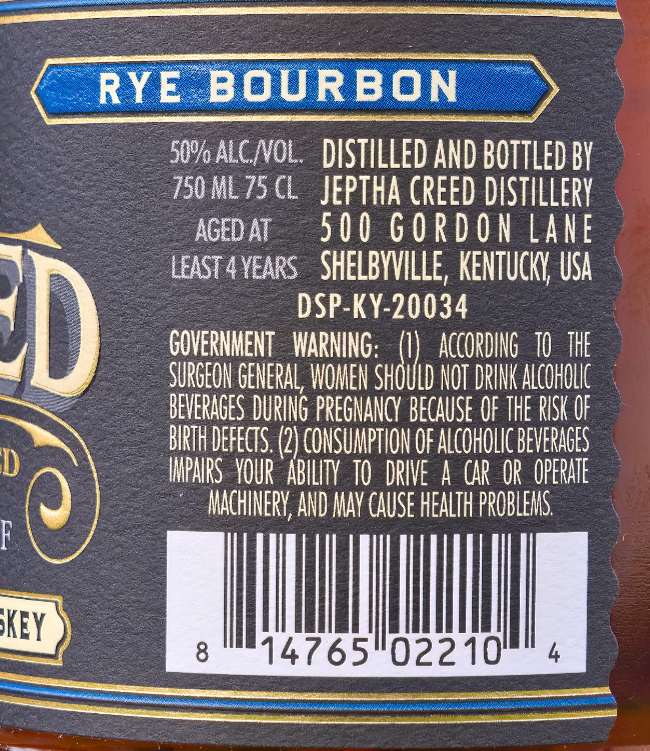 RYE BOURBON
50% ALC./VOL.
750 ML 75 CL
AGED AT
LEAST 4 YEARS
DISTILLED AND BOTTLED BY
JEPTHA CREED DISTILLERY
500 GORDON LANE
SHELBYVILLE, KENTUCKY, USA
DSP-KY-20034
GOVERNMENT WARNING: (1) ACCORDING TO THE
SURGEON GENERAL, WOMEN SHOULD NOT DRINK ALCOHOLIC
BEVERAGES DURING PREGNANCY BECAUSE OF THE RISK OF
BIRTH DEFECTS. (2) CONSUMPTION OF ALCOHOLIC BEVERAGES
IMPAIRS YOUR ABILITY TO DRIVE A CAR OR OPERATE
MACHINERY, AND MAY CAUSE HEALTH PROBLEMS.
ED
ED
F
SKEY
8 14765 02210 4